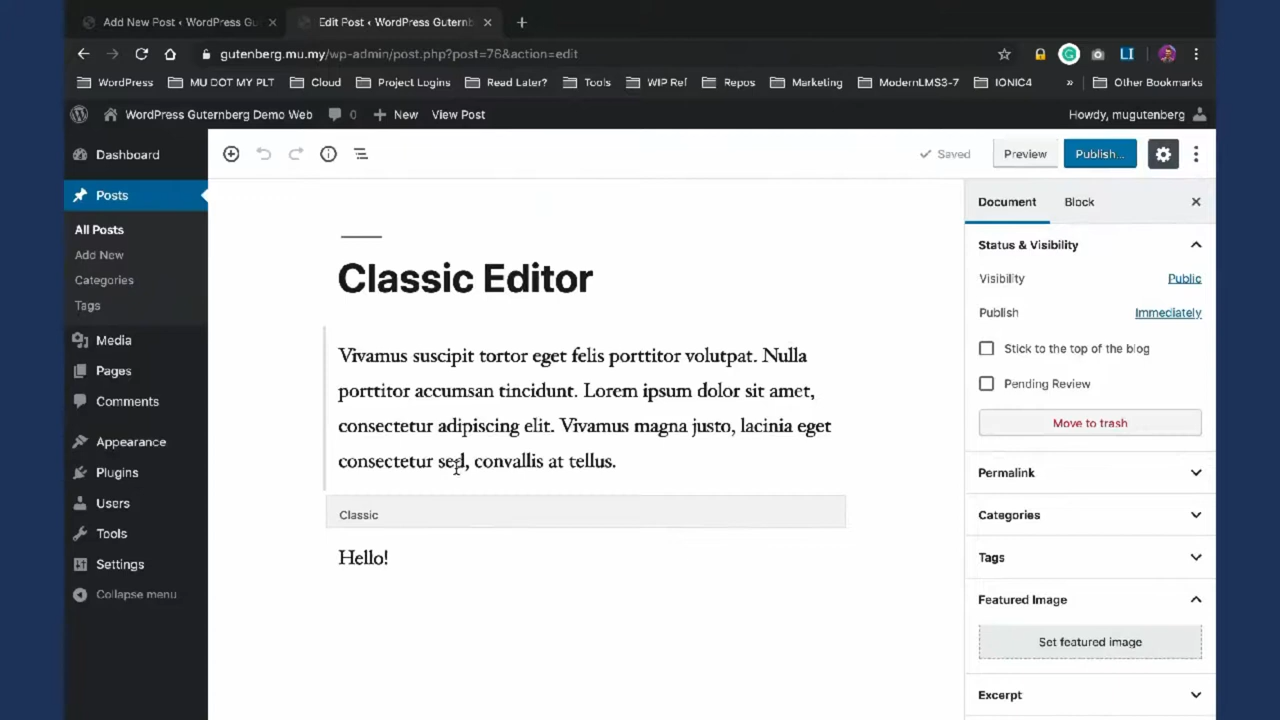 Add New Post ‹ WordPress Gu
Edit Post ‹ WordPress Gutenb
gutenberg.mu.my/wp-admin/post.php?post=76&action=edit
WordPress
MU DOT MY PLT
Cloud
Project Logins
Read Later?
Tools
WIP Ref
Repos
Marketing
ModernLMS3-7
IONIC4
»
Other Bookmarks
WordPress Guternberg Demo Web
0
New
View Post
Howdy, mugutenberg
Dashboard
Posts
All Posts
Add New
Categories
Tags
Media
Pages
Comments
Appearance
Plugins
Users
Tools
Settings
Collapse menu
Saved
Preview
Publish...
Classic Editor
Vivamus suscipit tortor eget felis porttitor volutpat. Nulla
porttitor accumsan tincidunt. Lorem ipsum dolor sit amet,
consectetur adipiscing elit. Vivamus magna justo, lacinia eget
consectetur sed, convallis at tellus.
Classic
Hello!
Document
Block
Status & Visibility
Visibility
Public
Publish
Immediately
Stick to the top of the blog
Pending Review
Move to trash
Permalink
Categories
Tags
Featured Image
Set featured image
Excerpt